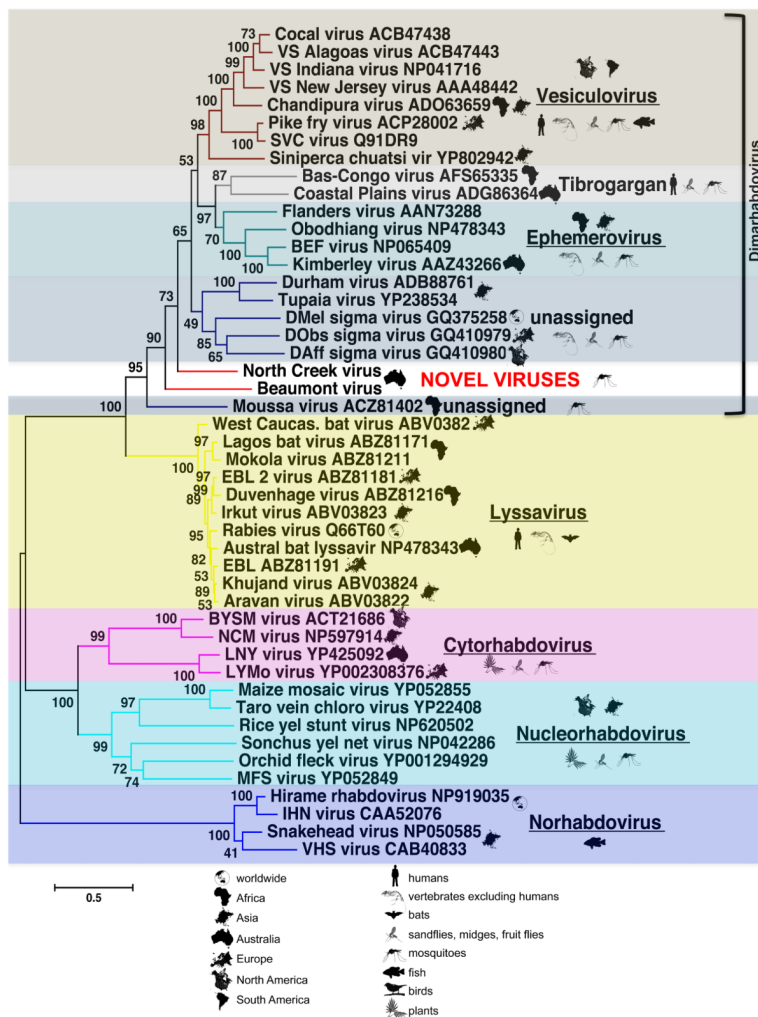 73
Cocal virus ACB47438
100
VS Alagoas virus ACB47443
99
VS Indiana virus NP041716
100
VS New Jersey virus AAA48442
Vesiculovirus
100
Chandipura virus ADO63659
Pike fry virus ACP28002
98
100
SVC virus Q91DR9
53
Siniperca chuatsi vir YP802942
87
Bas-Congo virus AFS65335
Tibrogargan
Coastal Plains virus ADG86364
97
Flanders virus AAN73288
65
70
Obodhiang virus NP478343
Ephemerovirus
100
BEF virus NP065409
100
Kimberley virus AAZ43266
Dimarhabdovirus
100
Durham virus ADB88761
73
Tupaia virus YP238534
49
DMel sigma virus GQ375258
unassigned
90
85
DObs sigma virus GQ410979
65
DAff sigma virus GQ410980
95
North Creek virus
NOVEL VIRUSES
Beaumont virus
100
Moussa virus ACZ81402
unassigned
West Caucas. bat virus ABV0382
97
Lagos bat virus ABZ81171
100
Mokola virus ABZ81211
97
EBL 2 virus ABZ81181
99
89
Duvenhage virus ABZ81216
Irkut virus ABV03823
Lyssavirus
95
Rabies virus Q66T60
Austral bat lyssavir NP478343
82
EBL ABZ81191
53
Khujand virus ABV03824
89
53
Aravan virus ABV03822
100
BYSM virus ACT21686
99
NCM virus NP597914
Cytorhabdovirus
LNY virus YP425092
100
LYMo virus YP002308376
100
100
Maize mosaic virus YP052855
97
Taro vein chloro virus YP22408
Rice yel stunt virus NP620502
Nucleorhabdovirus
99
Sonchus yel net virus NP042286
72
Orchid fleck virus YP001294929
74
MFS virus YP052849
100
Hirame rhabdovirus NP919035
IHN virus CAA52076
Norhabdovirus
100
Snakehead virus NP050585
41
VHS virus CAB40833
0.5
worldwide
Africa
Asia
Australia
Europe
North America
South America
humans
vertebrates excluding humans
bats
sandflies, midges, fruit flies
mosquitoes
fish
birds
plants